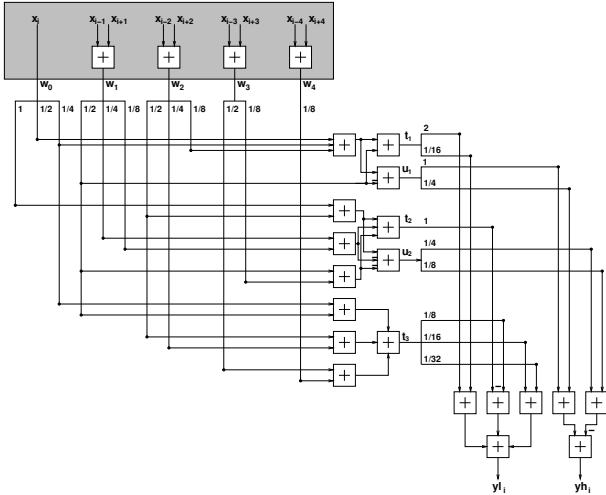 x_i x_{i-1} x_{i+1} x_{i-2} x_{i+2} x_{i-3} x_{i+3} x_{i-4} x_{i+4}
+ + + +
w_0 w_1 w_2 w_3 w_4
1 1/2 1/4 1/2 1/4 1/8 1/2 1/4 1/8 1/2 1/8 1/8
+ + t_1 2
1/16
+ u_1 1
1/4
+ + t_2 1
+ + u_2 1/4
+ 1/8
+ 1/8
+ + t_3 1/16
+ 1/32
+ + + + +
+ +
yl_i yh_i